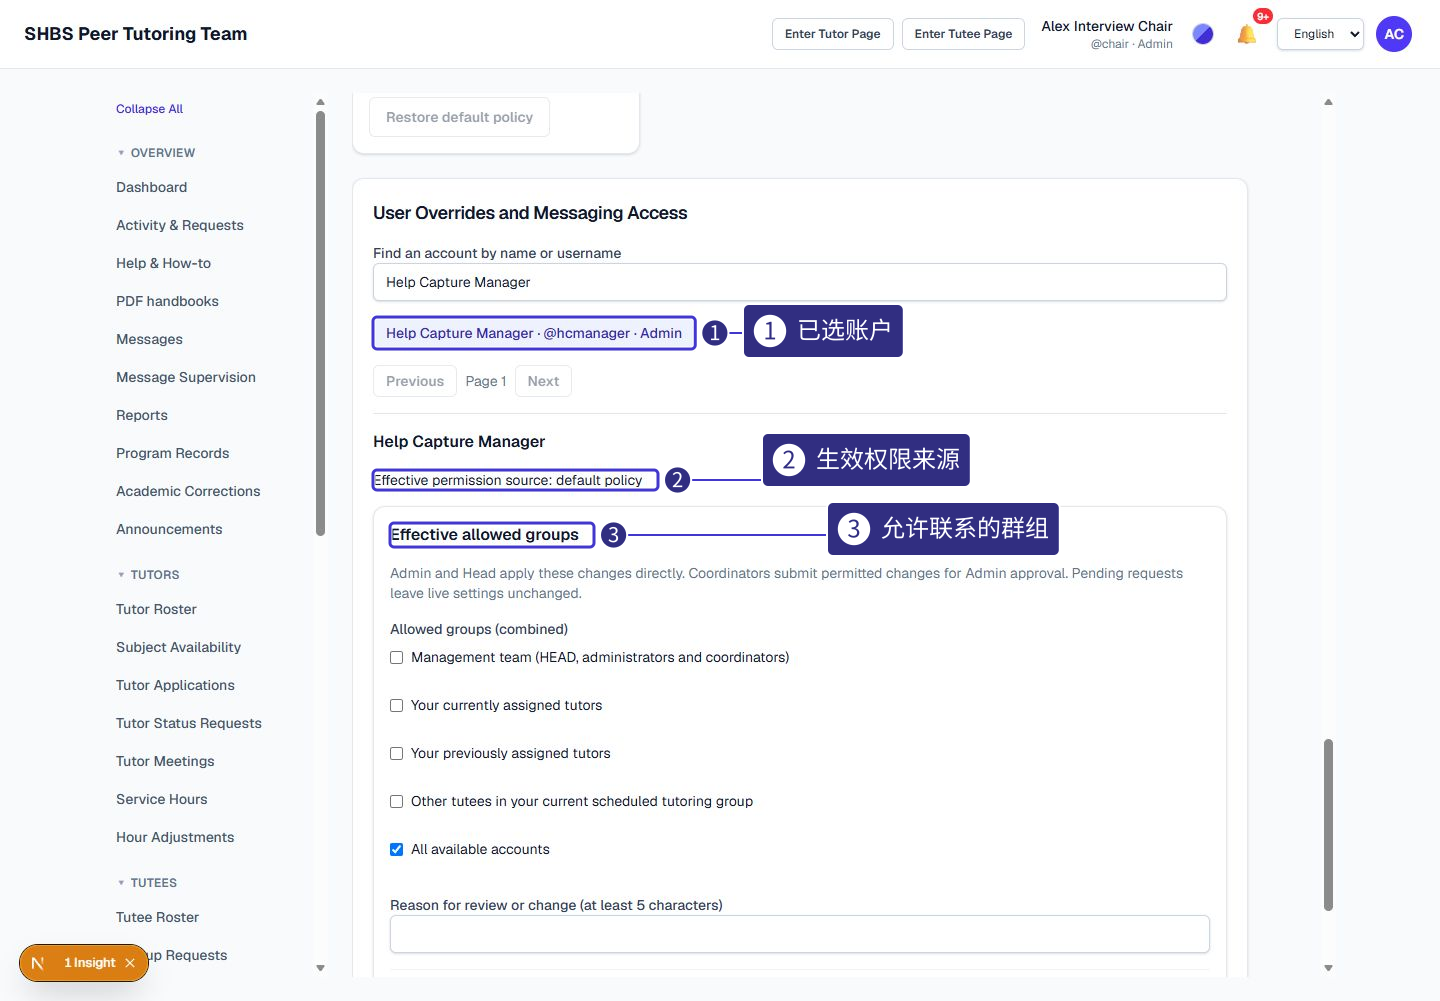 SHBS Peer Tutoring Team
Enter Tutor Page
Enter Tutee Page
Alex Interview Chair
@chair · Admin
9+
English
AC
Collapse All
OVERVIEW
Dashboard
Activity & Requests
Help & How-to
PDF handbooks
Messages
Message Supervision
Reports
Program Records
Academic Corrections
Announcements
TUTORS
Tutor Roster
Subject Availability
Tutor Applications
Tutor Status Requests
Tutor Meetings
Service Hours
Hour Adjustments
TUTEES
Tutee Roster
up Requests
1 Insight
Restore default policy
User Overrides and Messaging Access
Find an account by name or username
Help Capture Manager
Help Capture Manager · @hcmanager · Admin
1
1 已选账户
Previous
Page 1
Next
Help Capture Manager
Effective permission source: default policy
2
2 生效权限来源
Effective allowed groups
3
3 允许联系的群组
Admin and Head apply these changes directly. Coordinators submit permitted changes for Admin approval. Pending requests
leave live settings unchanged.
Allowed groups (combined)
Management team (HEAD, administrators and coordinators)
Your currently assigned tutors
Your previously assigned tutors
Other tutees in your current scheduled tutoring group
All available accounts
Reason for review or change (at least 5 characters)